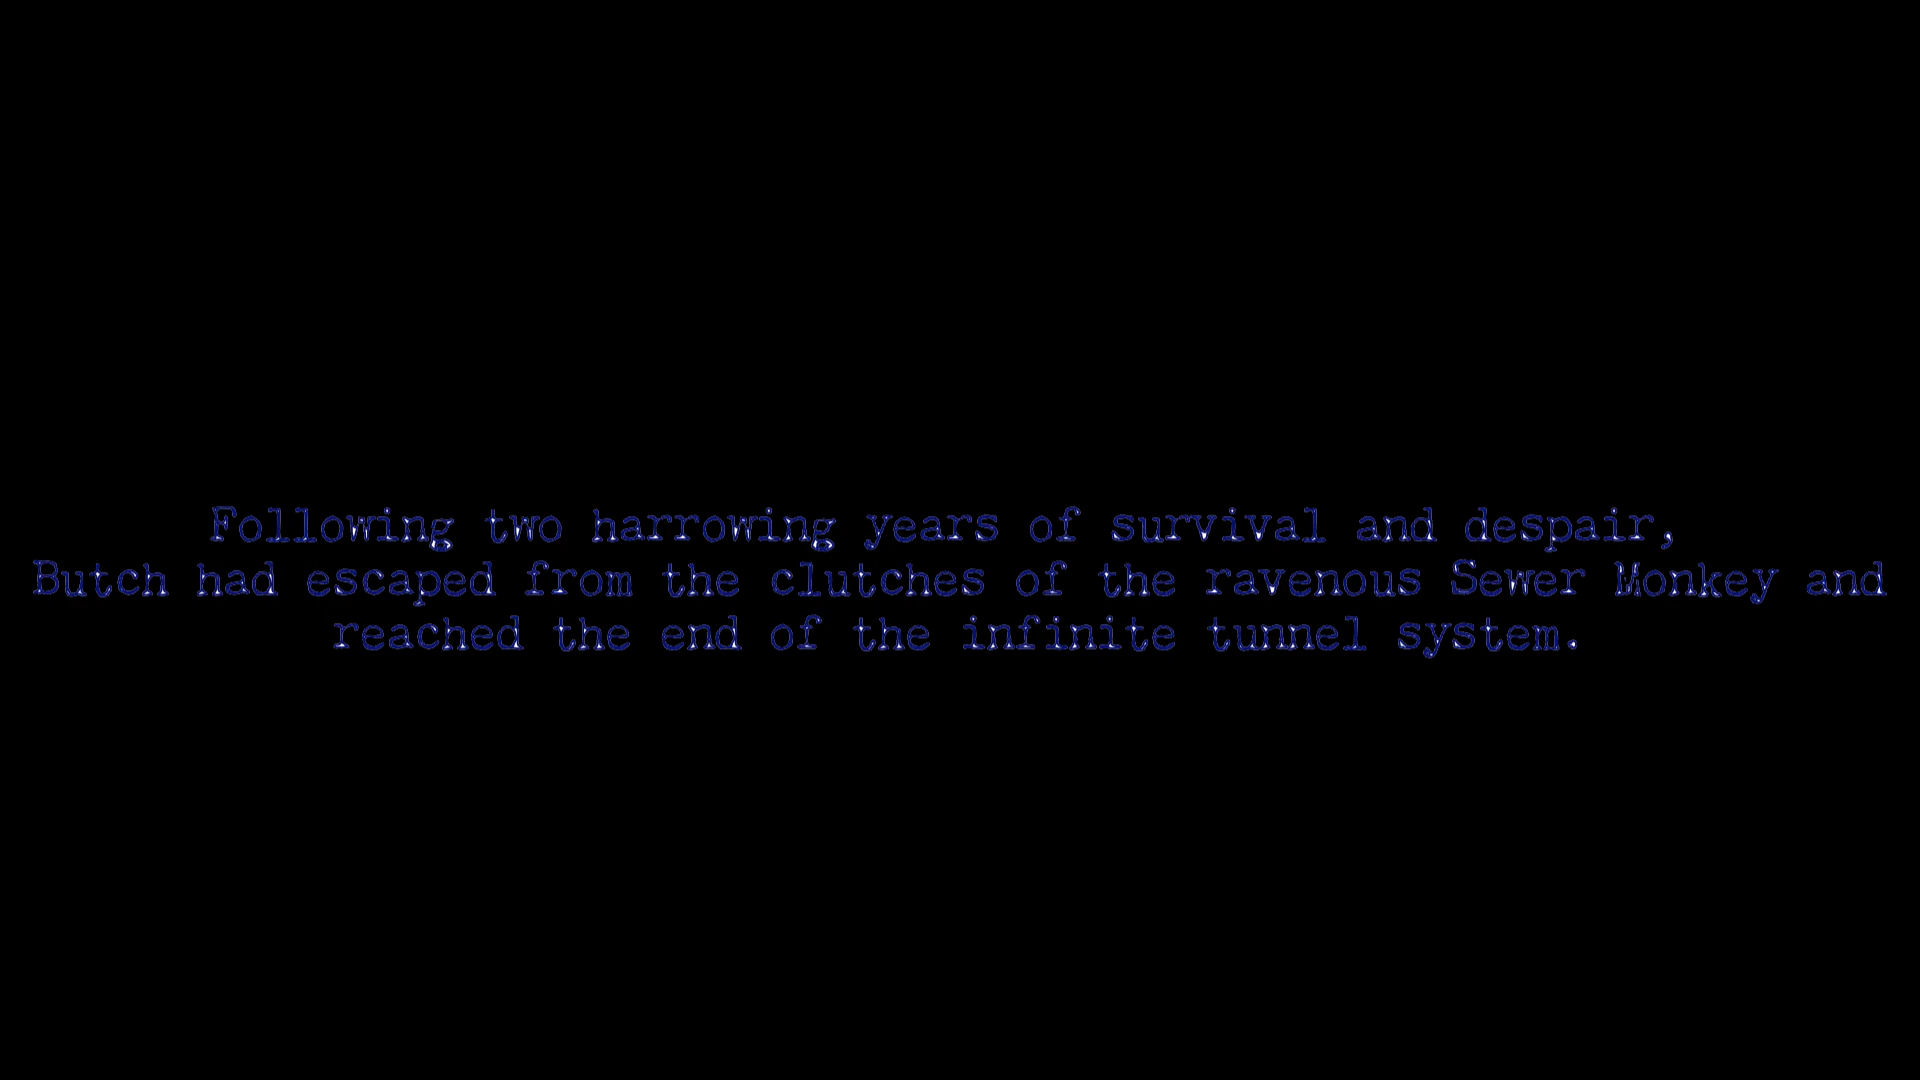 Following two harrowing years of survival and despair,
Butch had escaped from the clutches of the ravenous Sewer Monkey and
reached the end of the infinite tunnel system.